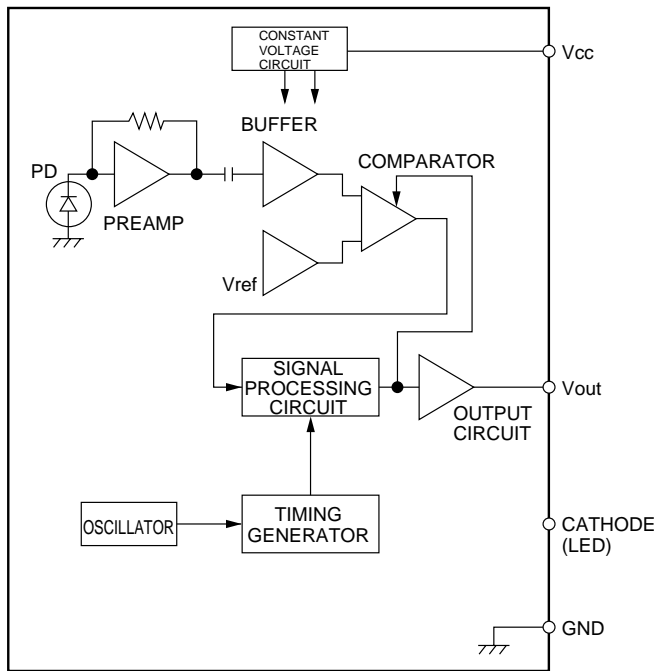 CONSTANT
VOLTAGE
CIRCUIT
Vcc
BUFFER
COMPARATOR
PD
PREAMP
Vref
SIGNAL
PROCESSING
CIRCUIT
Vout
OUTPUT
CIRCUIT
OSCILLATOR
TIMING
GENERATOR
CATHODE
(LED)
GND